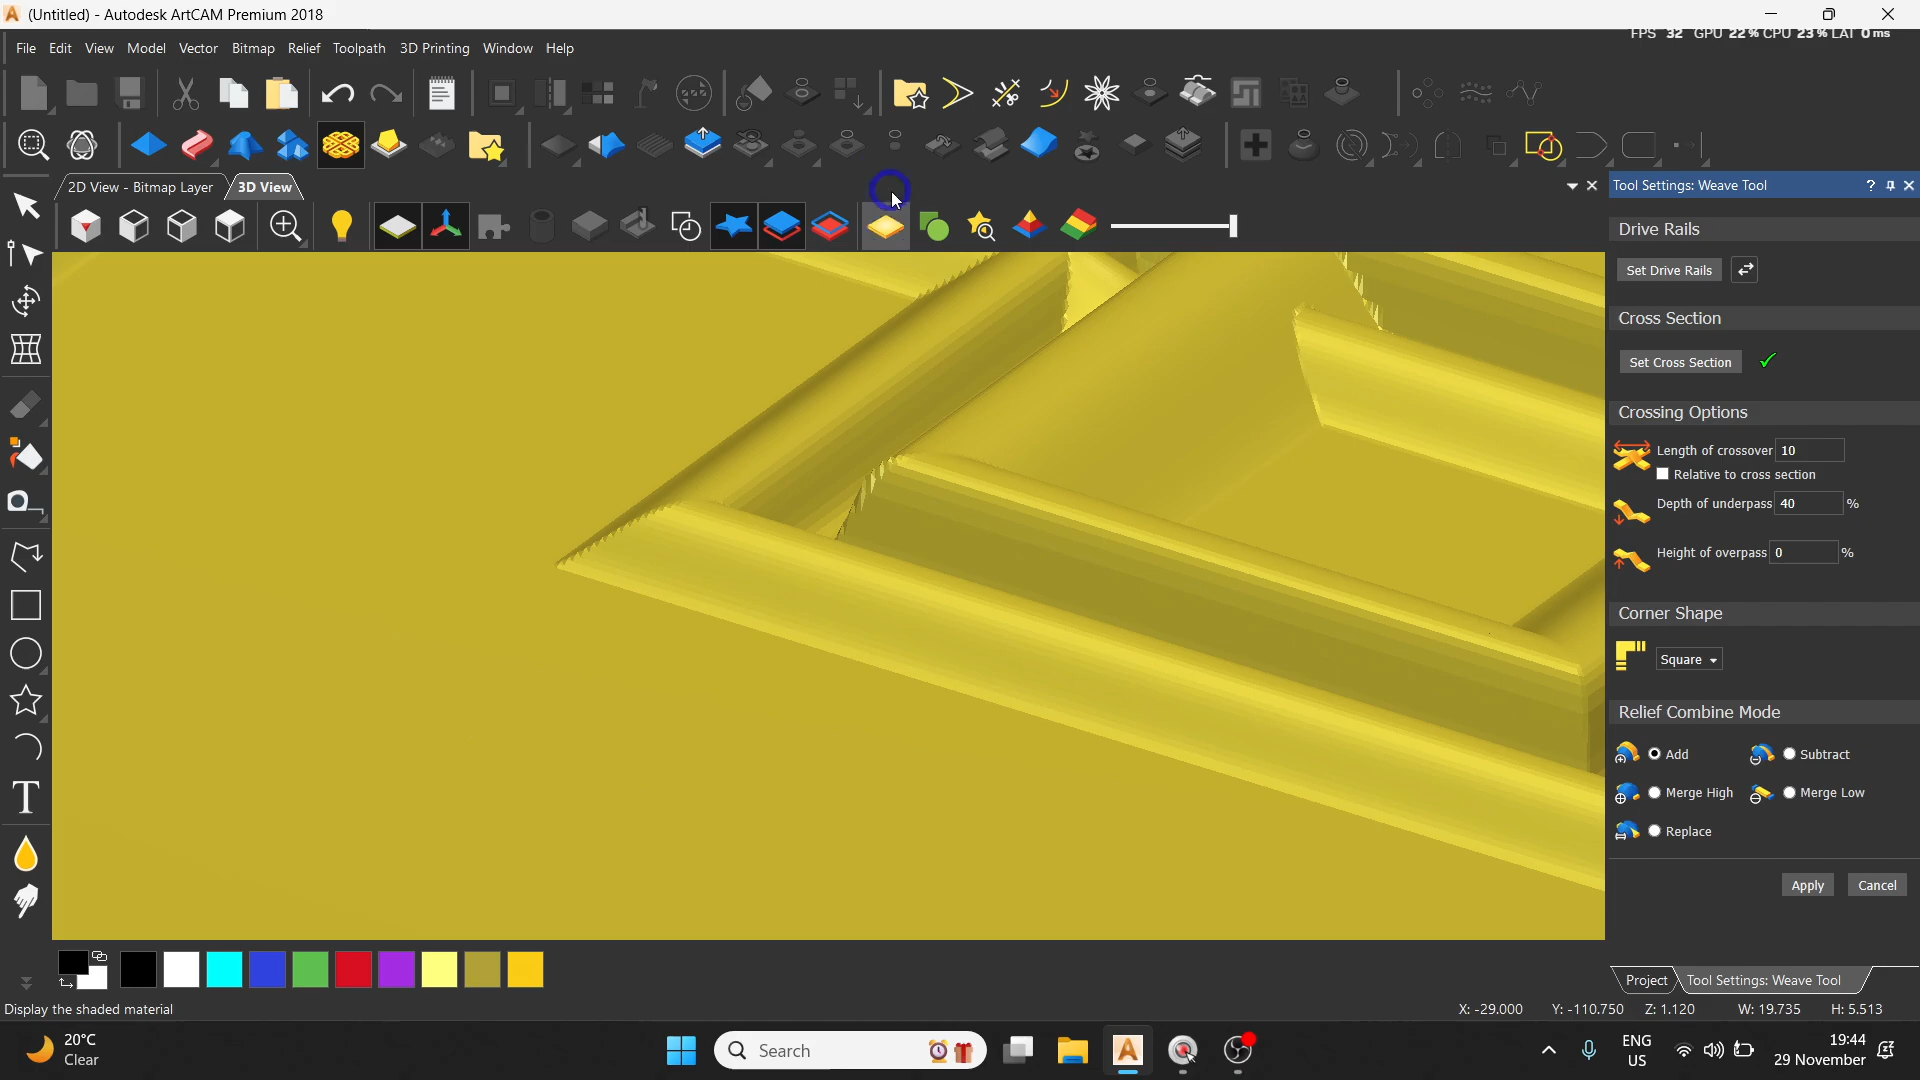 (Untitled) - Autodesk ArtCAM Premium 2018
FPS 32 GPU 22% CPU 23% LAT 0 ms
File Edit View Model Vector Bitmap Relief Toolpath 3D Printing Window Help
2D View - Bitmap Layer 3D View
Tool Settings: Weave Tool
Drive Rails
Set Drive Rails
Cross Section
Set Cross Section
Crossing Options
Length of crossover 10
Relative to cross section
Depth of underpass 40 %
Height of overpass 0 %
Corner Shape
Square
Relief Combine Mode
Add Subtract
Merge High Merge Low
Replace
Apply Cancel
Project Tool Settings: Weave Tool
Display the shaded material
X: -29.000 Y: -110.750 Z: 1.120 W: 19.735 H: 5.513
20°C
Clear
Search
ENG
US
19:44
29 November